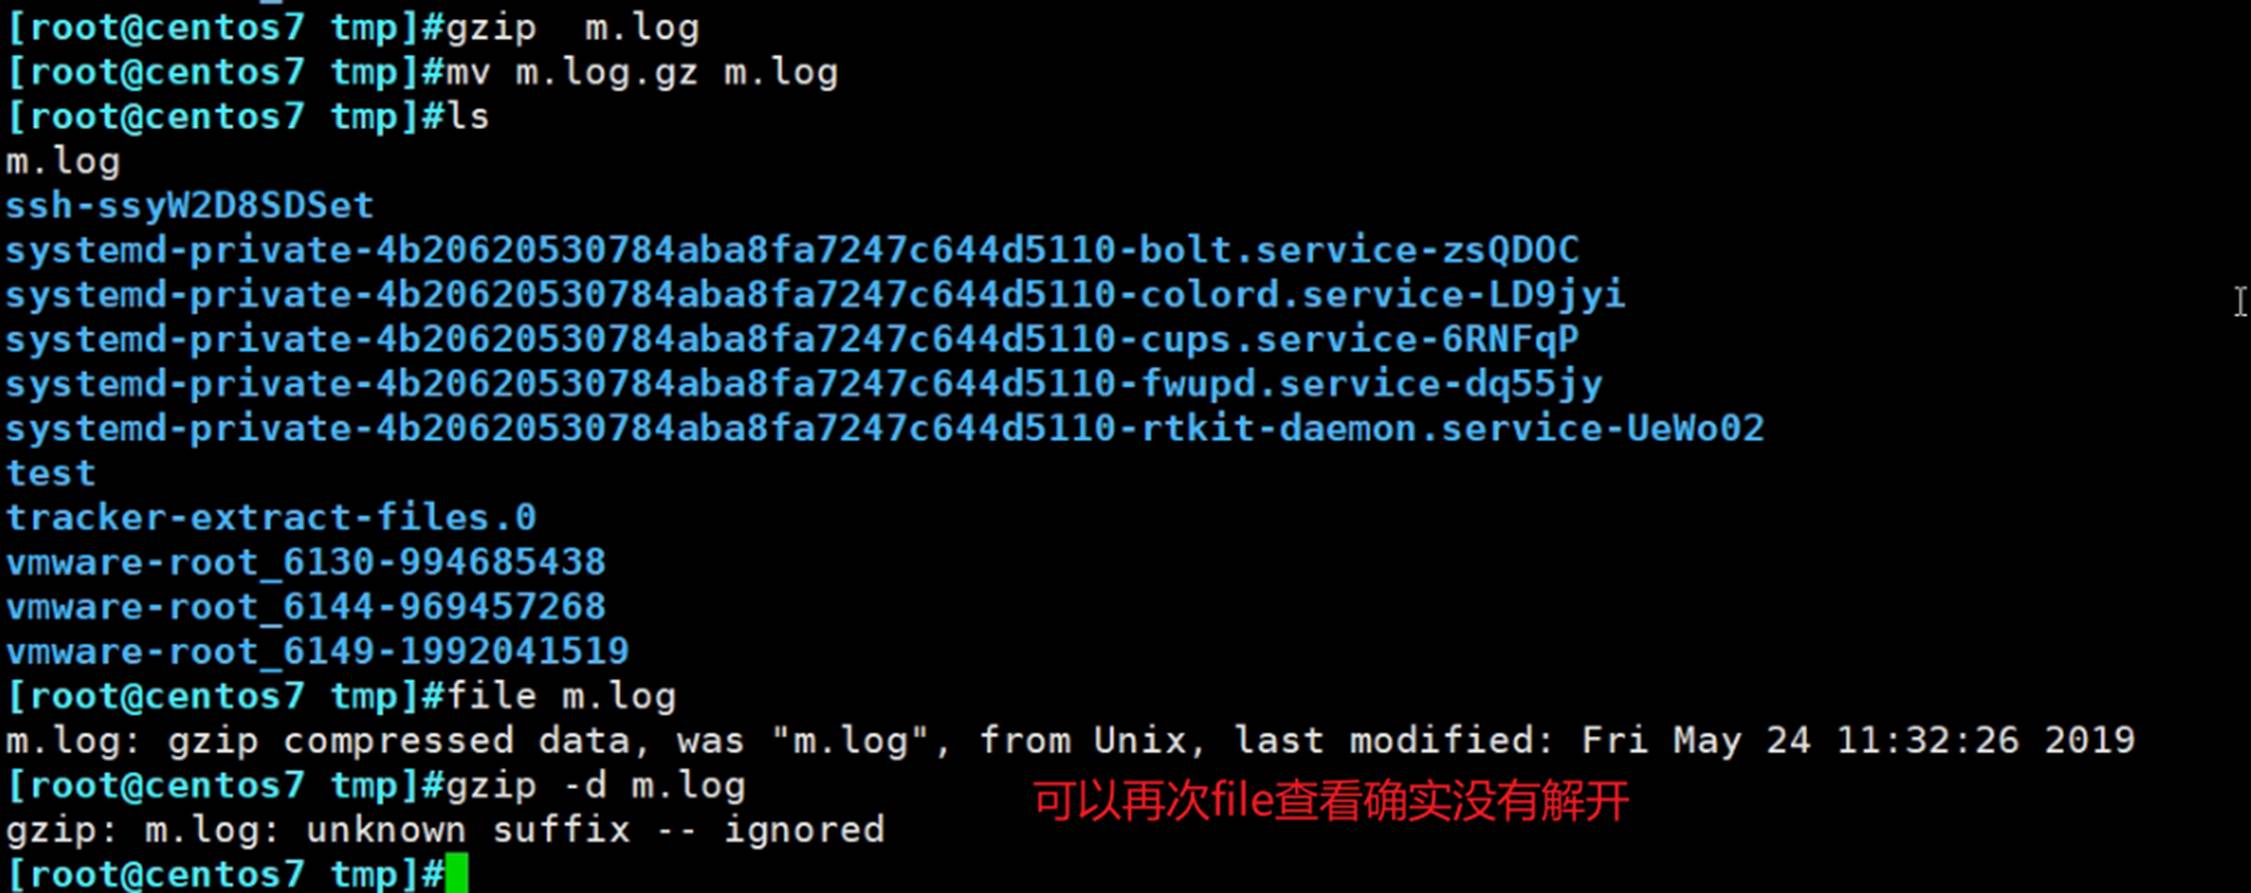 [root@centos7 tmp]#gzip  m.log
[root@centos7 tmp]#mv m.log.gz m.log
[root@centos7 tmp]#ls
m.log
ssh-ssyW2D8SDSet
systemd-private-4b20620530784aba8fa7247c644d5110-bolt.service-zsQDOC
systemd-private-4b20620530784aba8fa7247c644d5110-colord.service-LD9jyi
systemd-private-4b20620530784aba8fa7247c644d5110-cups.service-6RNFqP
systemd-private-4b20620530784aba8fa7247c644d5110-fwupd.service-dq55jy
systemd-private-4b20620530784aba8fa7247c644d5110-rtkit-daemon.service-UeWo02
test
tracker-extract-files.0
vmware-root_6130-994685438
vmware-root_6144-969457268
vmware-root_6149-1992041519
[root@centos7 tmp]#file m.log
m.log: gzip compressed data, was "m.log", from Unix, last modified: Fri May 24 11:32:26 2019
[root@centos7 tmp]#gzip -d m.log
可以再次file查看确实没有解开
gzip: m.log: unknown suffix -- ignored
[root@centos7 tmp]#